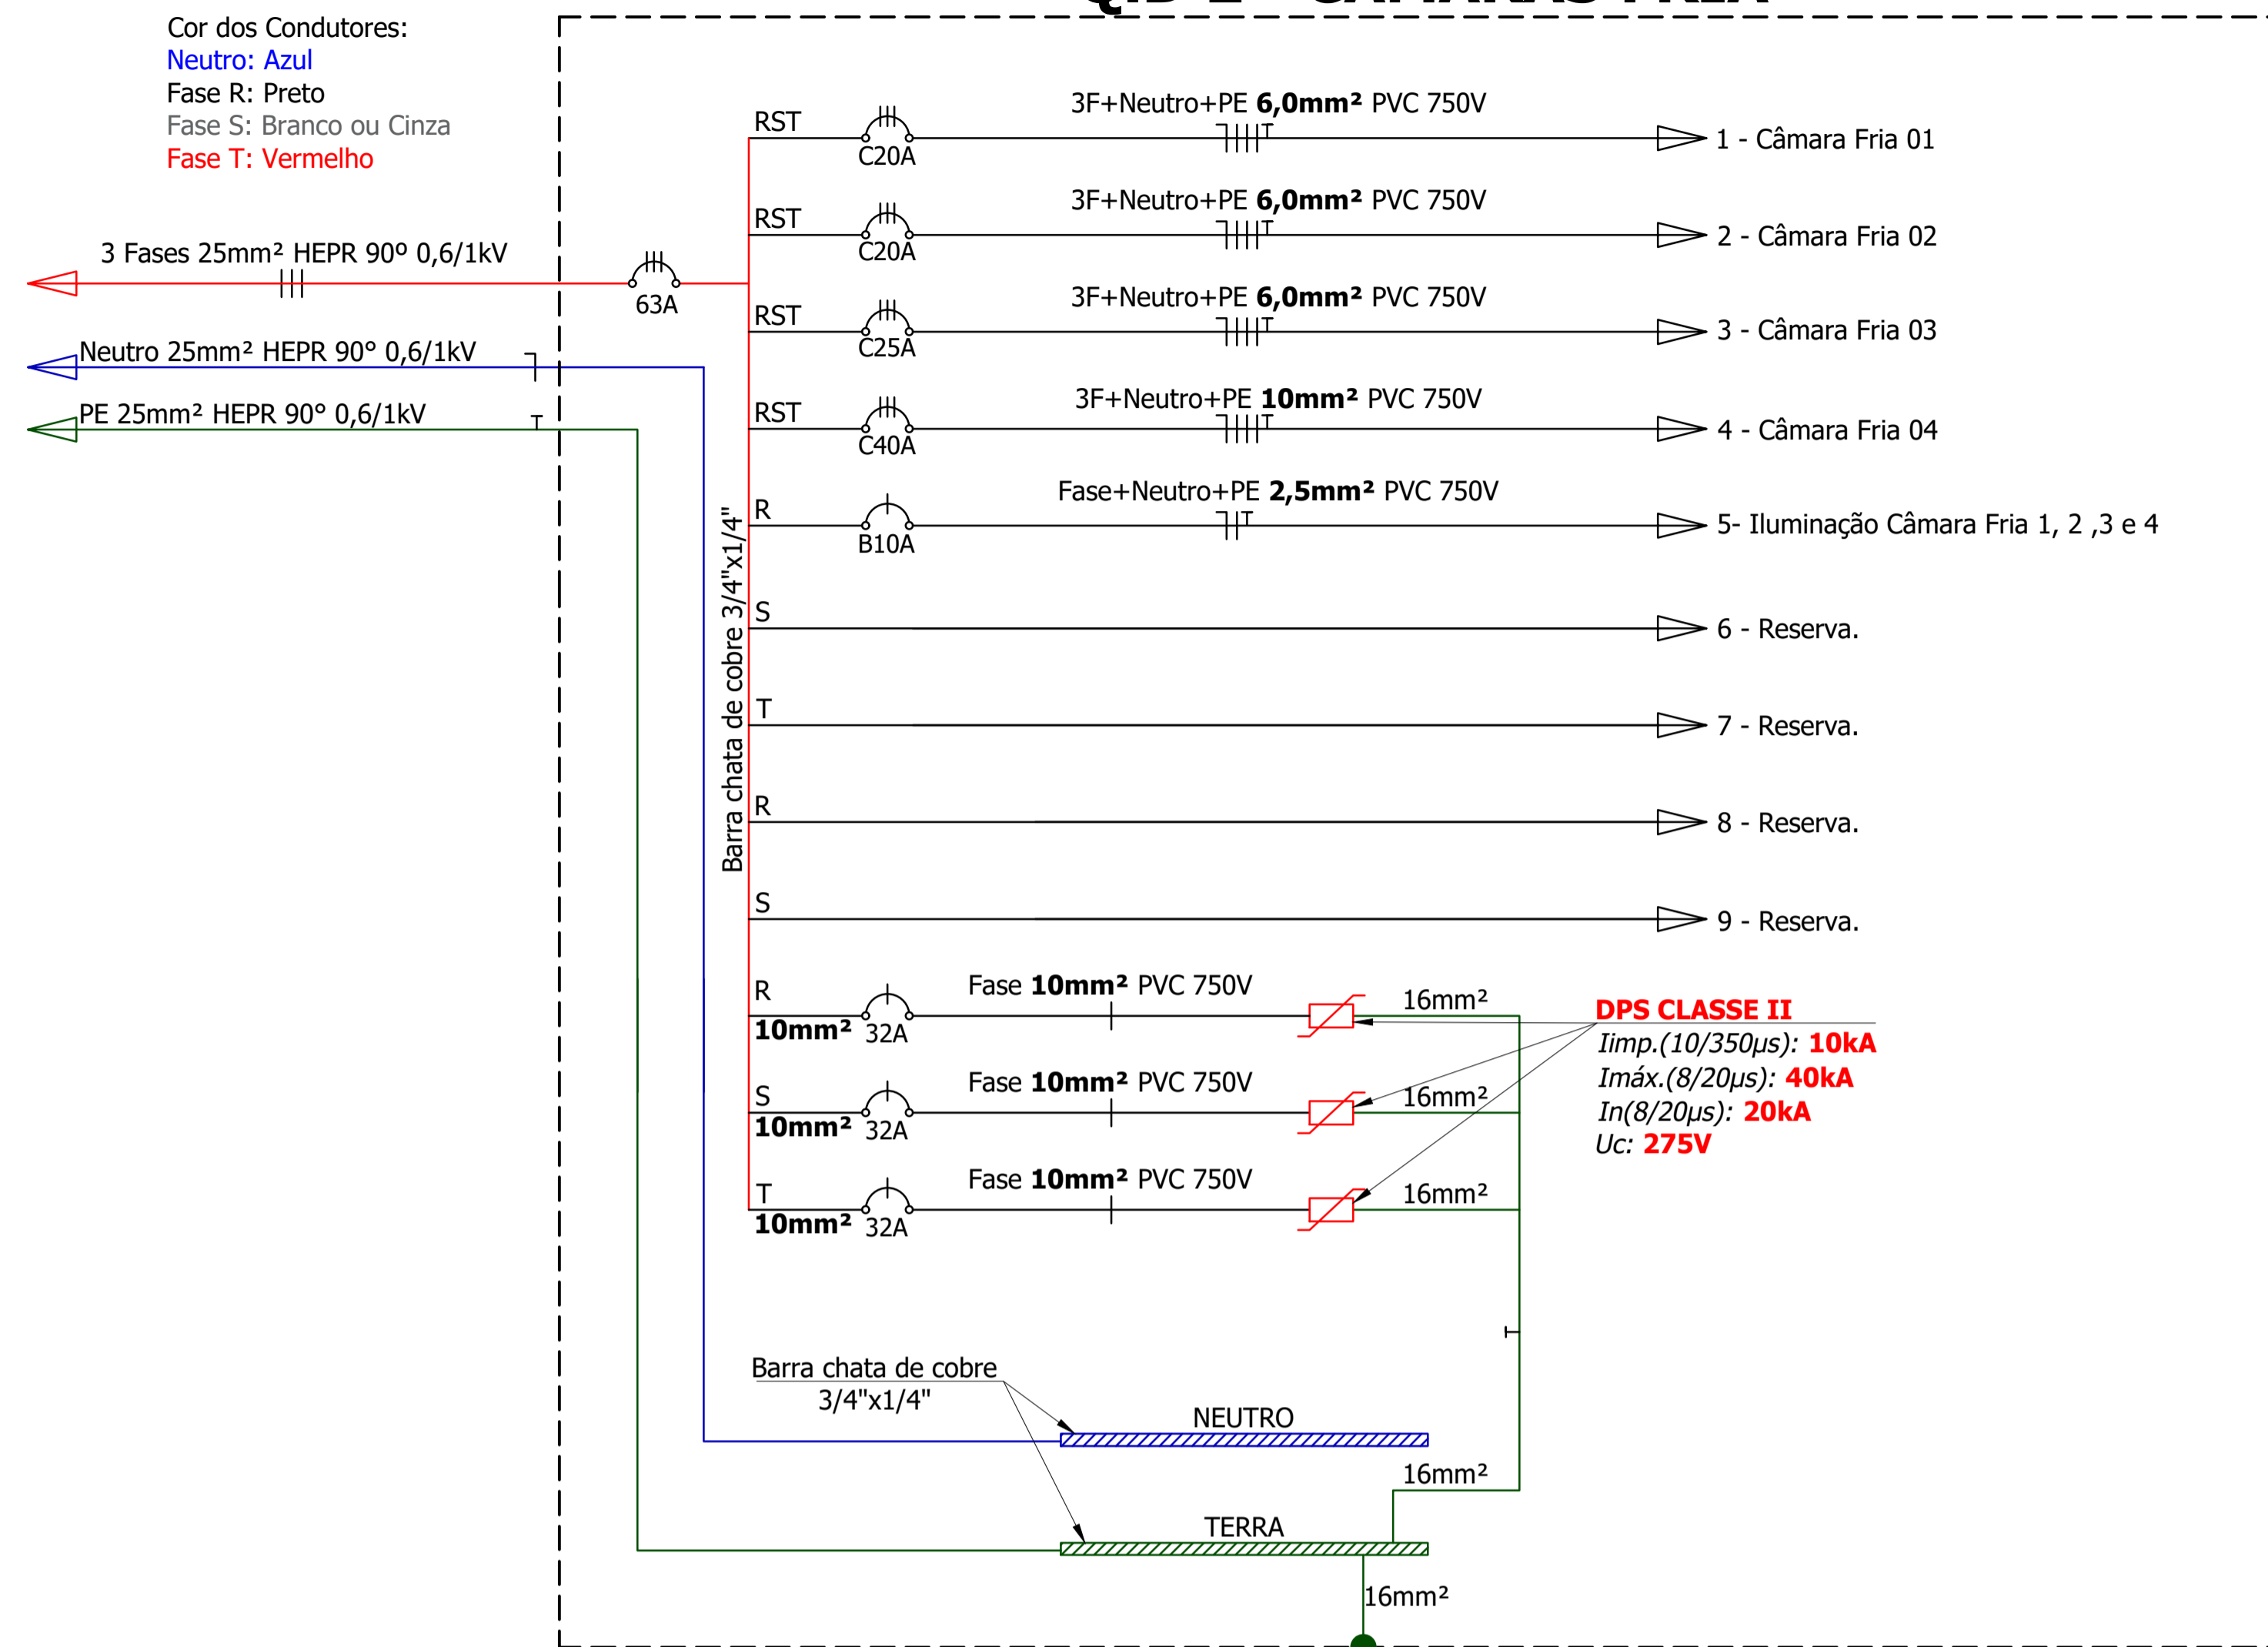 Cor dos Condutores:
Neutro: Azul
Fase R: Preto
Fase S: Branco ou Cinza
Fase T: Vermelho
3 Fases 25mm² HEPR 90º 0,6/1kV
63A
Neutro 25mm² HEPR 90° 0,6/1kV
PE 25mm² HEPR 90° 0,6/1kV
Barra chata de cobre 3/4"x1/4"
RST
C20A
3F+Neutro+PE 6,0mm² PVC 750V
1 - Câmara Fria 01
RST
C20A
3F+Neutro+PE 6,0mm² PVC 750V
2 - Câmara Fria 02
RST
C25A
3F+Neutro+PE 6,0mm² PVC 750V
3 - Câmara Fria 03
RST
C40A
3F+Neutro+PE 10mm² PVC 750V
4 - Câmara Fria 04
R
B10A
Fase+Neutro+PE 2,5mm² PVC 750V
5- Iluminação Câmara Fria 1, 2 ,3 e 4
S
6 - Reserva.
T
7 - Reserva.
R
8 - Reserva.
S
9 - Reserva.
R
10mm²
32A
Fase 10mm² PVC 750V
16mm²
S
10mm²
32A
Fase 10mm² PVC 750V
16mm²
T
10mm²
32A
Fase 10mm² PVC 750V
16mm²
DPS CLASSE II
Iimp.(10/350µs): 10kA
Imáx.(8/20µs): 40kA
In(8/20µs): 20kA
Uc: 275V
Barra chata de cobre
3/4"x1/4"
NEUTRO
16mm²
TERRA
16mm²